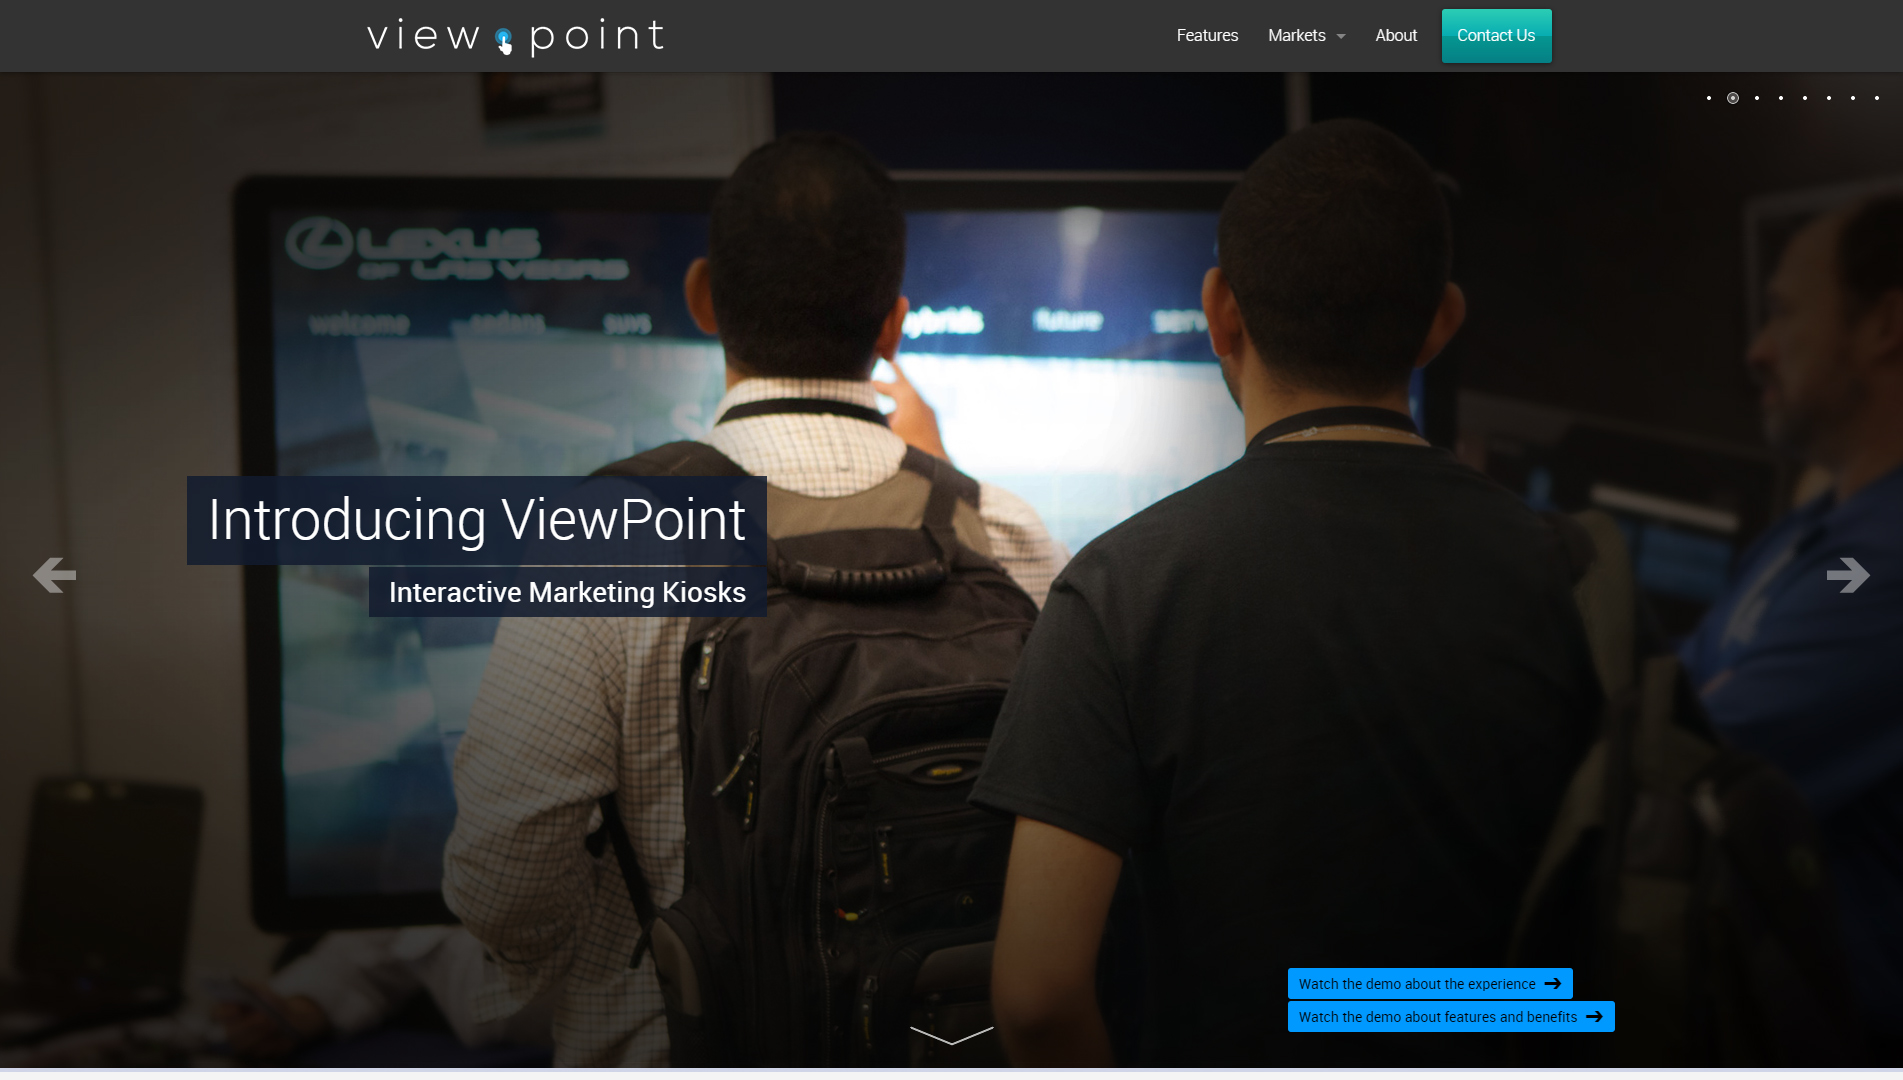 view point
Features Markets About Contact Us
LEXUS
OF LAS VEGAS
welcome sedans suvs hybrids future
Introducing ViewPoint
Interactive Marketing Kiosks
Watch the demo about the experience
Watch the demo about features and benefits